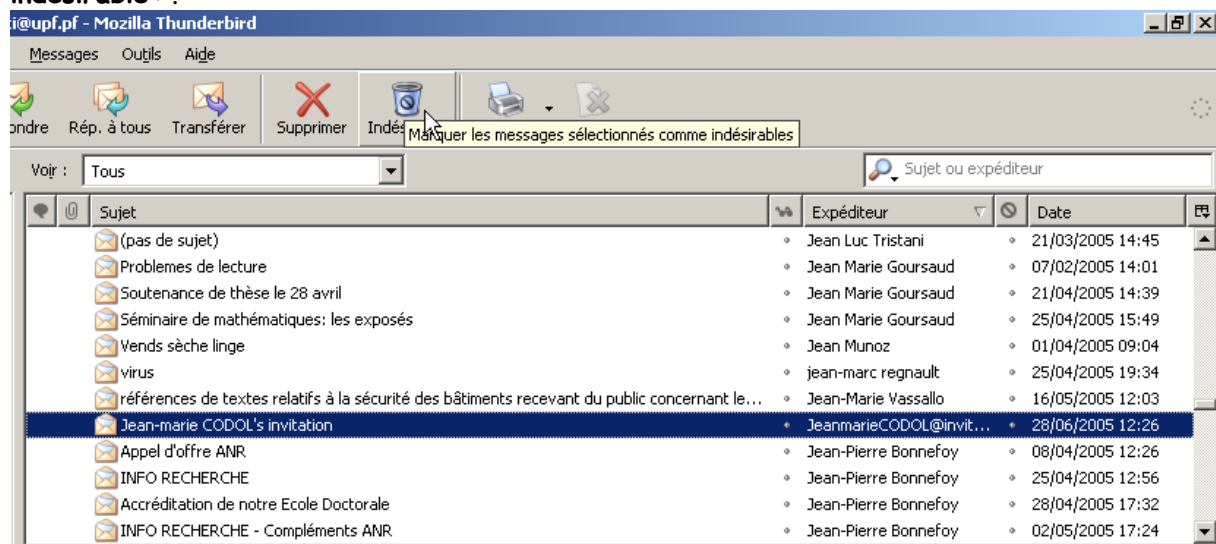 indésirable » :
i@upf.pf - Mozilla Thunderbird
Messages Outils Aide
ondre Rép. à tous Transférer Supprimer Indés
Marquer les messages sélectionnés comme indésirables
Voir : Tous Sujet ou expéditeur
Sujet Expéditeur Date
(pas de sujet) Jean Luc Tristani 21/03/2005 14:45
Problemes de lecture Jean Marie Goursaud 07/02/2005 14:01
Soutenance de thèse le 28 avril Jean Marie Goursaud 21/04/2005 14:39
Séminaire de mathématiques: les exposés Jean Marie Goursaud 25/04/2005 15:49
Vends sèche linge Jean Munoz 01/04/2005 09:04
virus jean-marc regnault 25/04/2005 19:34
références de textes relatifs à la sécurité des bâtiments recevant du public concernant le... Jean-Marie Vassallo 16/05/2005 12:03
Jean-marie CODOL's invitation JeanmarieCODOL@invit... 28/06/2005 12:26
Appel d'offre ANR Jean-Pierre Bonnefoy 08/04/2005 12:26
INFO RECHERCHE Jean-Pierre Bonnefoy 25/04/2005 12:56
Accréditation de notre Ecole Doctorale Jean-Pierre Bonnefoy 28/04/2005 17:32
INFO RECHERCHE - Compléments ANR Jean-Pierre Bonnefoy 02/05/2005 17:24